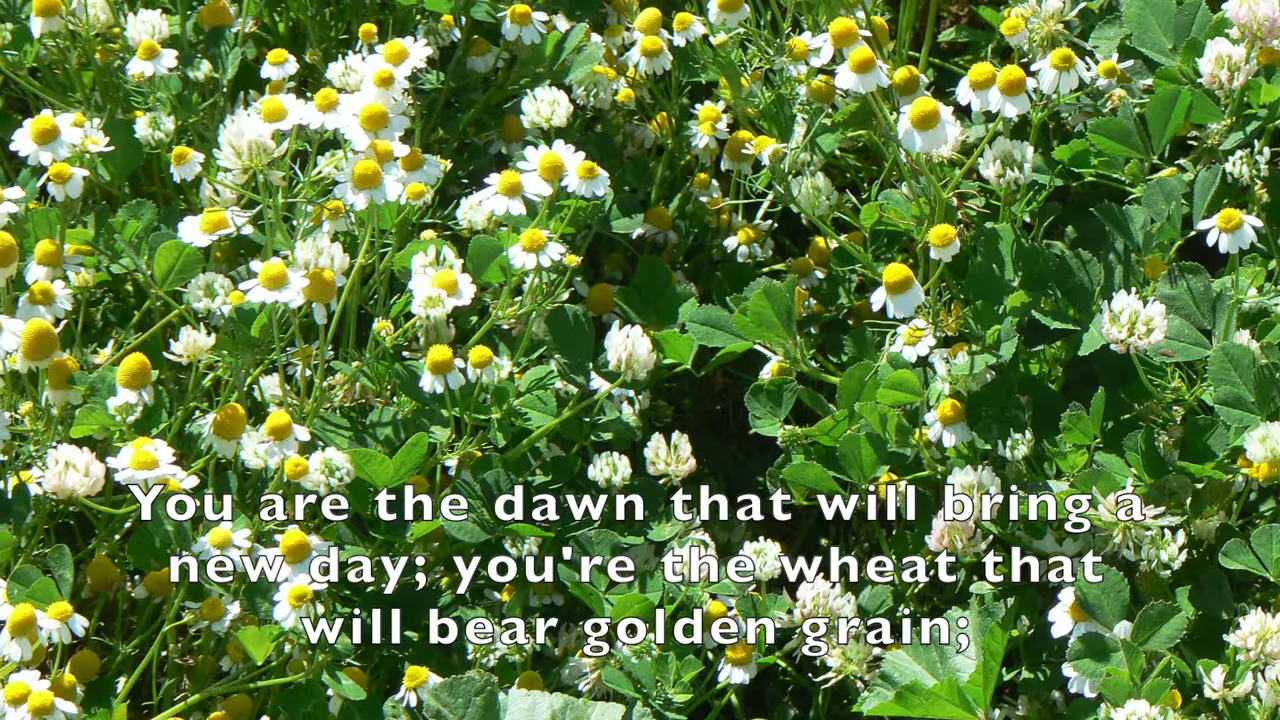 You are the dawn that will bring a
new day; you're the wheat that
will bear golden grain;